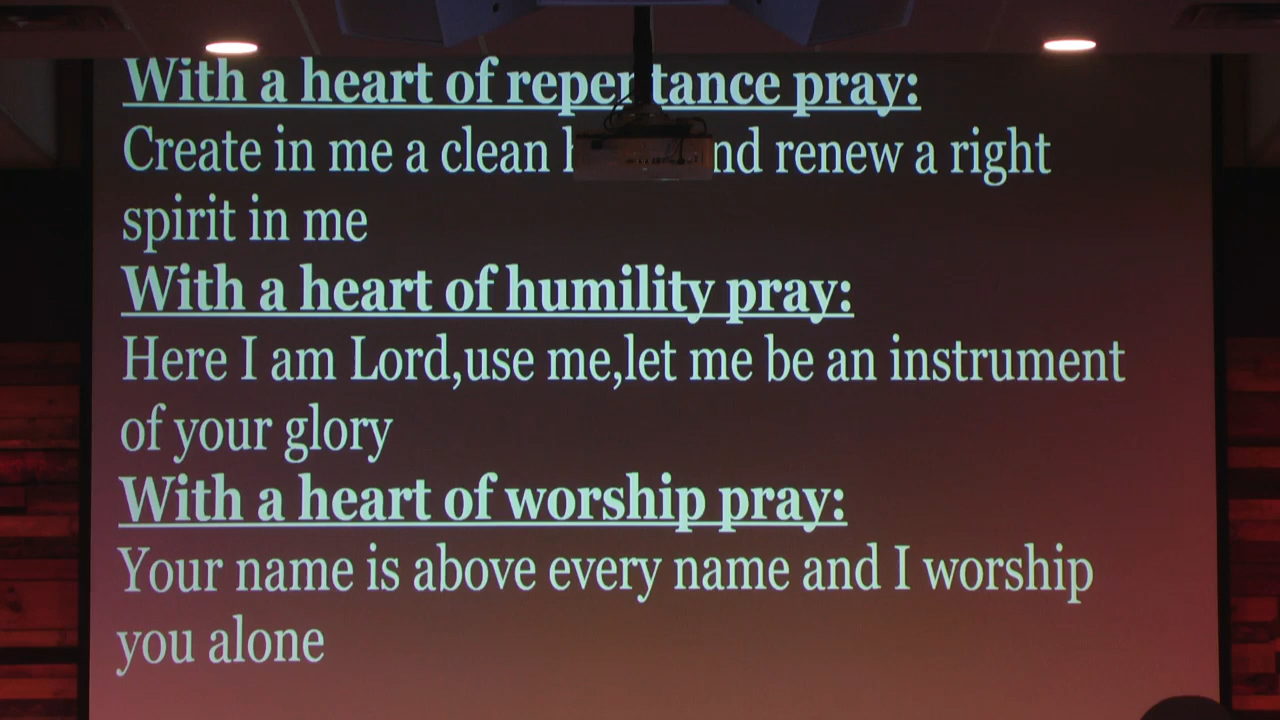 With a heart of repentance pray:
Create in me a clean nd renew a right
spirit in me
With a heart of humility pray:
Here I am Lord,use me,let me be an instrument
of your glory
With a heart of worship pray:
Your name is above every name and I worship
you alone